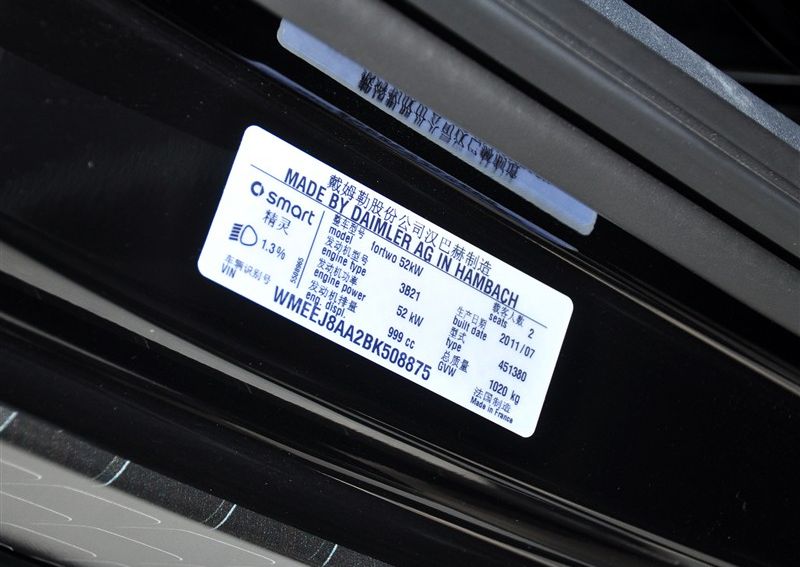 戴姆勒股份公司汉巴赫制造
MADE BY DAIMLER AG IN HAMBACH
smart
精灵
1.3%
整车型号
model fortwo 52kW
发动机型号
engine type 3B21
发动机功率
engine power 52 kW
发动机排量
eng. displ. 999 cc
载客人数
seats 2
生产日期
built date 2011/07
型式
type 451380
总质量
GVW 1020 kg
车辆识别号
VIN WMEEJ8AA2BK508875
法国制造
Made in France